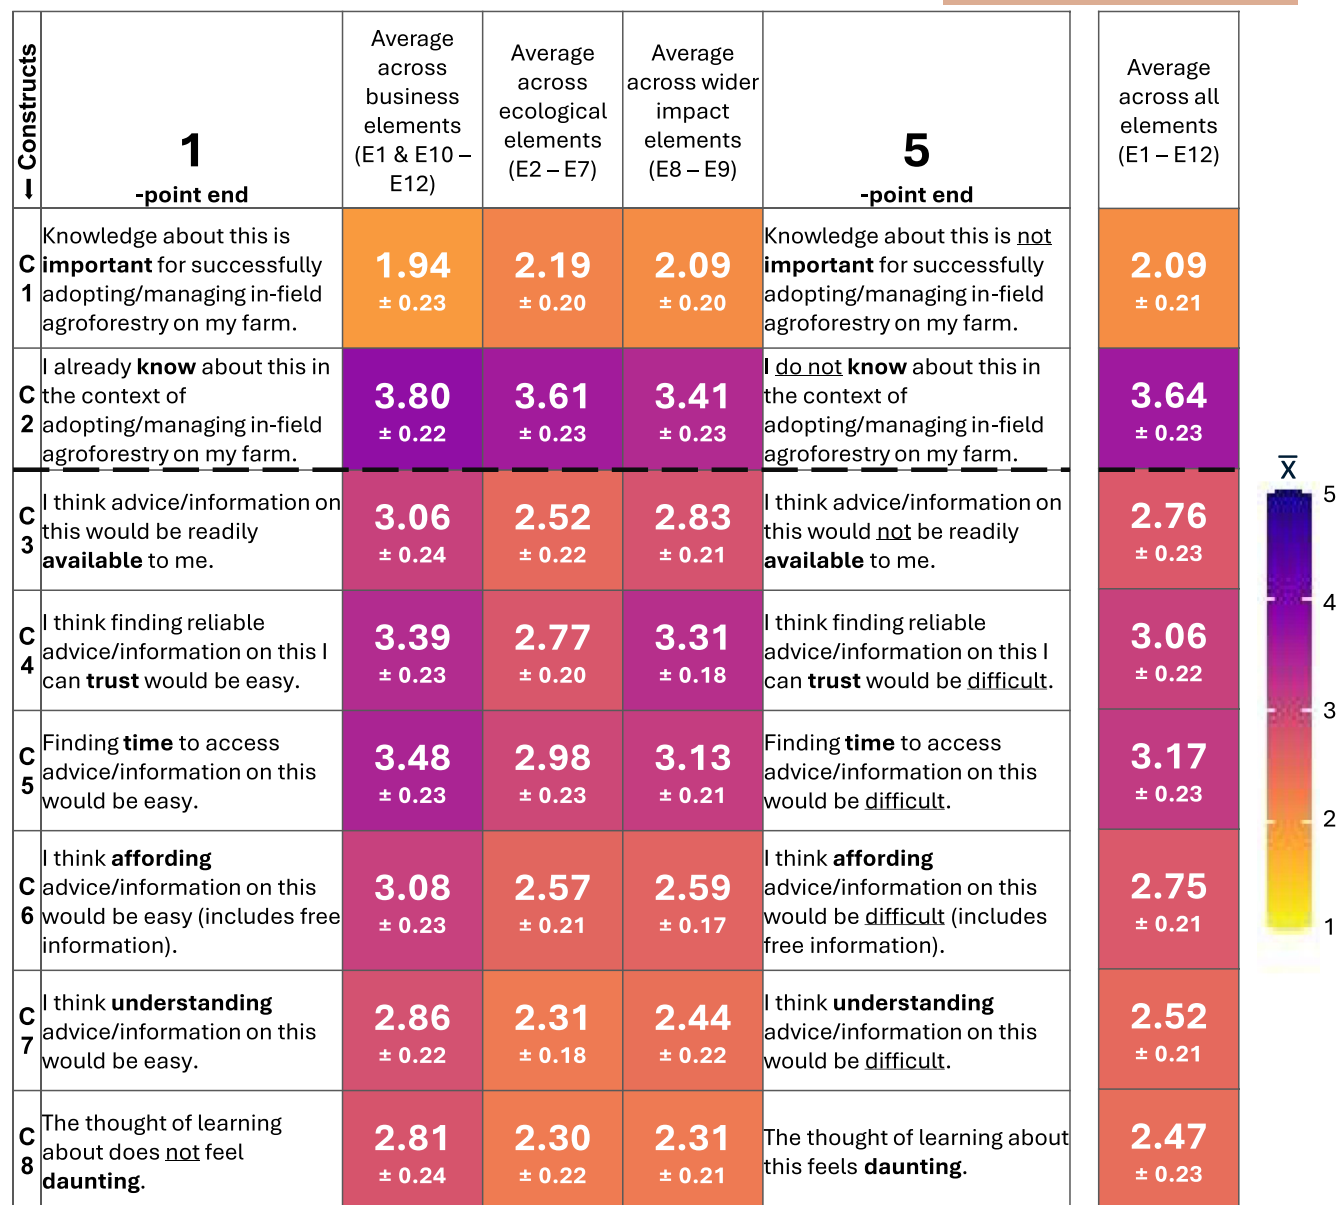 ← Constructs
1
-point end
Average
across
business
elements
(E1 & E10 –
E12)
Average
across
ecological
elements
(E2 – E7)
Average
across wider
impact
elements
(E8 – E9)
5
-point end
Average
across all
elements
(E1 – E12)
C
1
Knowledge about this is
important for successfully
adopting/managing in-field
agroforestry on my farm.
1.94
± 0.23
2.19
± 0.20
2.09
± 0.20
Knowledge about this is not
important for successfully
adopting/managing in-field
agroforestry on my farm.
2.09
± 0.21
C
2
I already know about this in
the context of
adopting/managing in-field
agroforestry on my farm.
3.80
± 0.22
3.61
± 0.23
3.41
± 0.23
I do not know about this in
the context of
adopting/managing in-field
agroforestry on my farm.
3.64
± 0.23
C
3
I think advice/information on
this would be readily
available to me.
3.06
± 0.24
2.52
± 0.22
2.83
± 0.21
I think advice/information on
this would not be readily
available to me.
2.76
± 0.23
C
4
I think finding reliable
advice/information on this I
can trust would be easy.
3.39
± 0.23
2.77
± 0.20
3.31
± 0.18
I think finding reliable
advice/information on this I
can trust would be difficult.
3.06
± 0.22
C
5
Finding time to access
advice/information on this
would be easy.
3.48
± 0.23
2.98
± 0.23
3.13
± 0.21
Finding time to access
advice/information on this
would be difficult.
3.17
± 0.23
C
6
I think affording
advice/information on this
would be easy (includes free
information).
3.08
± 0.23
2.57
± 0.21
2.59
± 0.17
I think affording
advice/information on this
would be difficult (includes
free information).
2.75
± 0.21
C
7
I think understanding
advice/information on this
would be easy.
2.86
± 0.22
2.31
± 0.18
2.44
± 0.22
I think understanding
advice/information on this
would be difficult.
2.52
± 0.21
C
8
The thought of learning
about does not feel
daunting.
2.81
± 0.24
2.30
± 0.22
2.31
± 0.21
The thought of learning about
this feels daunting.
2.47
± 0.23
x̅
5
4
3
2
1